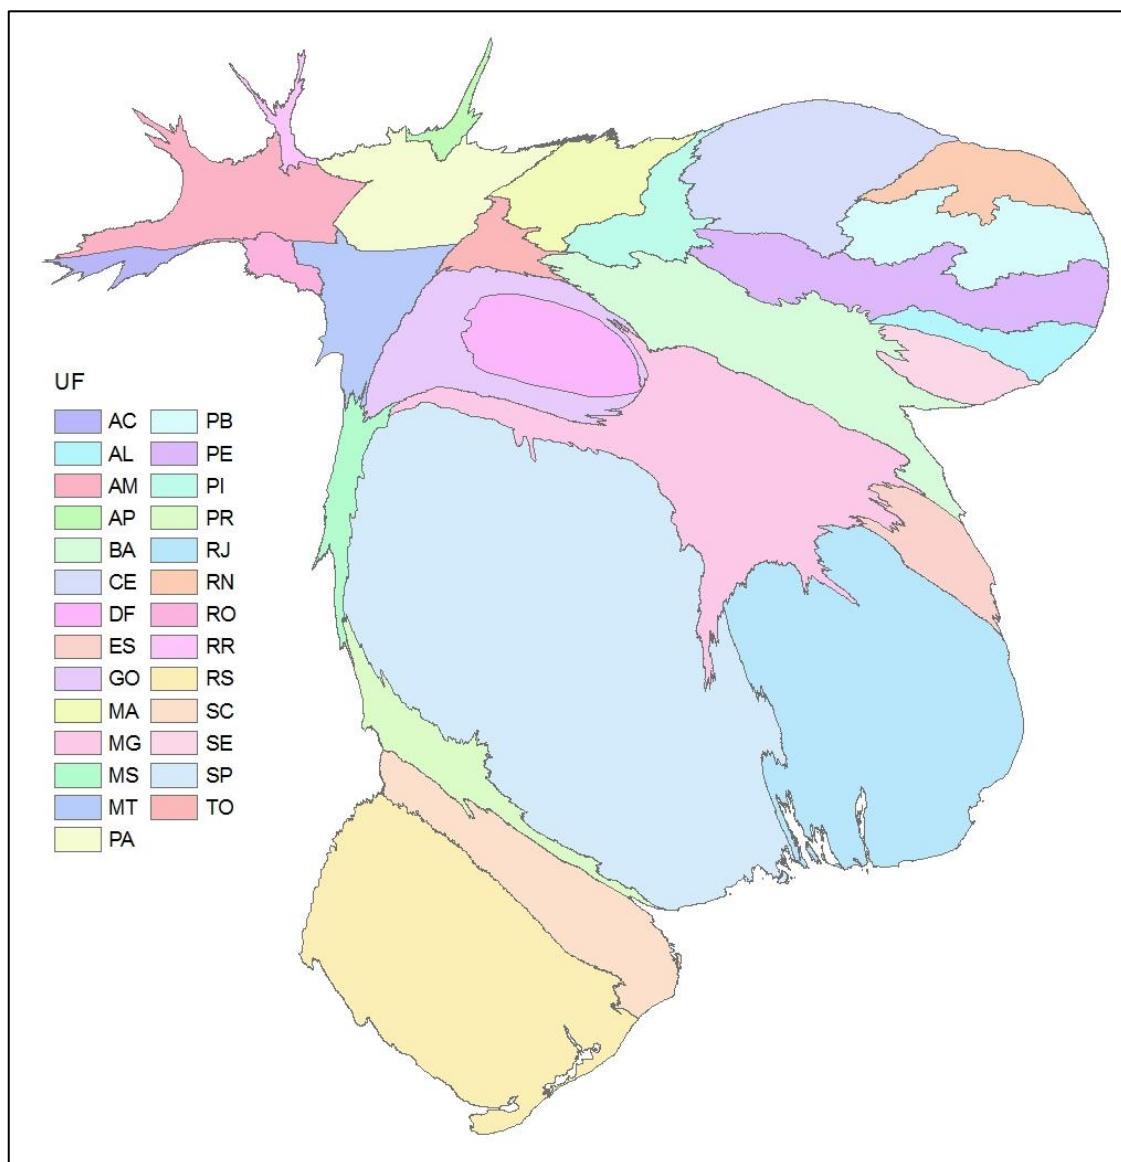 UF
AC PB
AL PE
AM PI
AP PR
BA RJ
CE RN
DF RO
ES RR
GO RS
MA SC
MG SE
MS SP
MT TO
PA